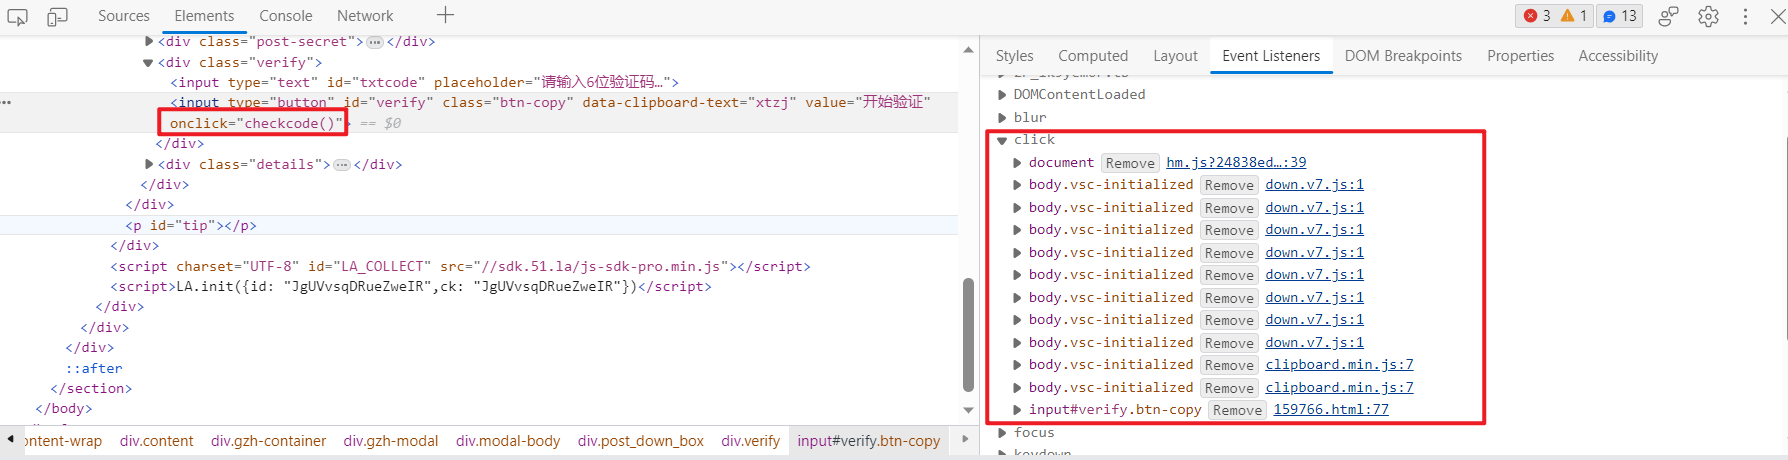 Sources Elements Console Network
3 1 13
<div class="post-secret"> </div>
<div class="verify">
<input type="text" id="txtcode" placeholder="请输入6位验证码…">
<input type="button" id="verify" class="btn-copy" data-clipboard-text="xtzj" value="开始验证"
onclick="checkcode()"> == $0
</div>
<div class="details"> </div>
</div>
</div>
<p id="tip"></p>
</div>
<script charset="UTF-8" id="LA_COLLECT" src="//sdk.51.la/js-sdk-pro.min.js"></script>
<script>LA.init({id: "JgUVvsqDRueZweIR",ck: "JgUVvsqDRueZweIR"})</script>
</div>
</div>
</div>
::after
</section>
</body>
ontent-wrap div.content div.gzh-container div.gzh-modal div.modal-body div.post_down_box div.verify input#verify.btn-copy
Styles Computed Layout Event Listeners DOM Breakpoints Properties Accessibility
DOMContentLoaded
blur
click
document Remove hm.js?24838ed…:39
body.vsc-initialized Remove down.v7.js:1
body.vsc-initialized Remove down.v7.js:1
body.vsc-initialized Remove down.v7.js:1
body.vsc-initialized Remove down.v7.js:1
body.vsc-initialized Remove down.v7.js:1
body.vsc-initialized Remove down.v7.js:1
body.vsc-initialized Remove down.v7.js:1
body.vsc-initialized Remove down.v7.js:1
body.vsc-initialized Remove clipboard.min.js:7
body.vsc-initialized Remove clipboard.min.js:7
input#verify.btn-copy Remove 159766.html:77
focus
keydown